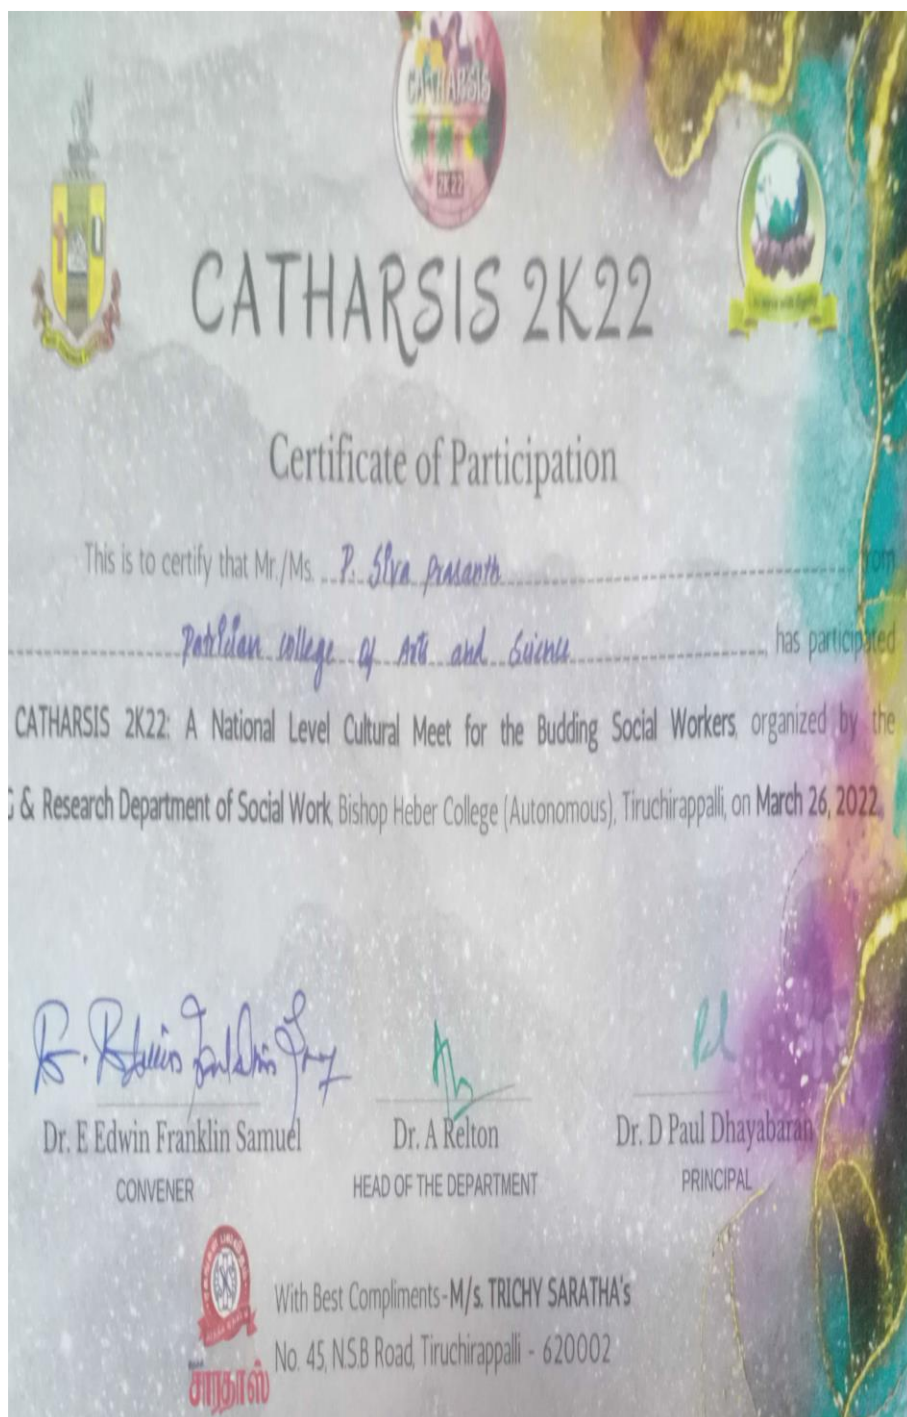 CATHARSIS
2K22
CATHARSIS 2K22
Certificate of Participation
This is to certify that Mr./Ms. P. Siva Prasanth from
Patrician College of Arts and Science, has participated
CATHARSIS 2K22: A National Level Cultural Meet for the Budding Social Workers, organized by the
G & Research Department of Social Work, Bishop Heber College (Autonomous), Tiruchirappalli, on March 26, 2022.
Dr. E Edwin Franklin Samuel
CONVENER
Dr. A Relton
HEAD OF THE DEPARTMENT
Dr. D Paul Dhayabaran
PRINCIPAL
With Best Compliments - M/s. TRICHY SARATHA's
No. 45, N.S.B Road, Tiruchirappalli - 620002
சாரதாஸ்